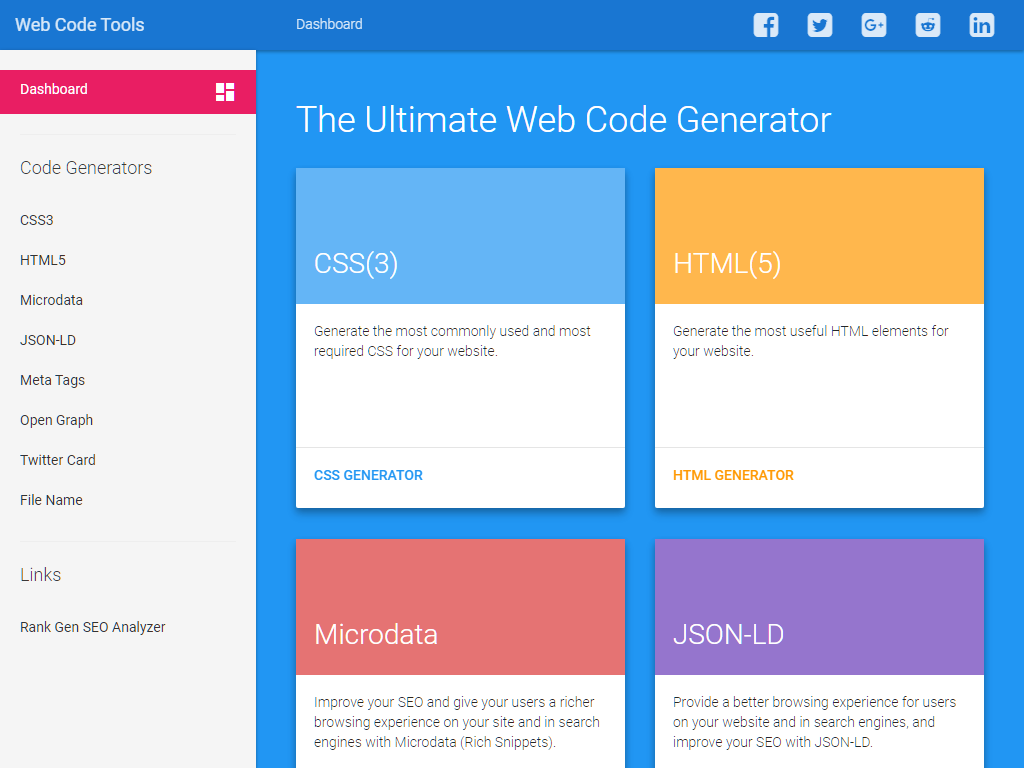 Web Code Tools
Dashboard
Dashboard
Code Generators
CSS3
HTML5
Microdata
JSON-LD
Meta Tags
Open Graph
Twitter Card
File Name
Links
Rank Gen SEO Analyzer
The Ultimate Web Code Generator
CSS(3)
Generate the most commonly used and most
required CSS for your website.
CSS GENERATOR
HTML(5)
Generate the most useful HTML elements for
your website.
HTML GENERATOR
Microdata
Improve your SEO and give your users a richer
browsing experience on your site and in search
engines with Microdata (Rich Snippets).
JSON-LD
Provide a better browsing experience for users
on your website and in search engines, and
improve your SEO with JSON-LD.